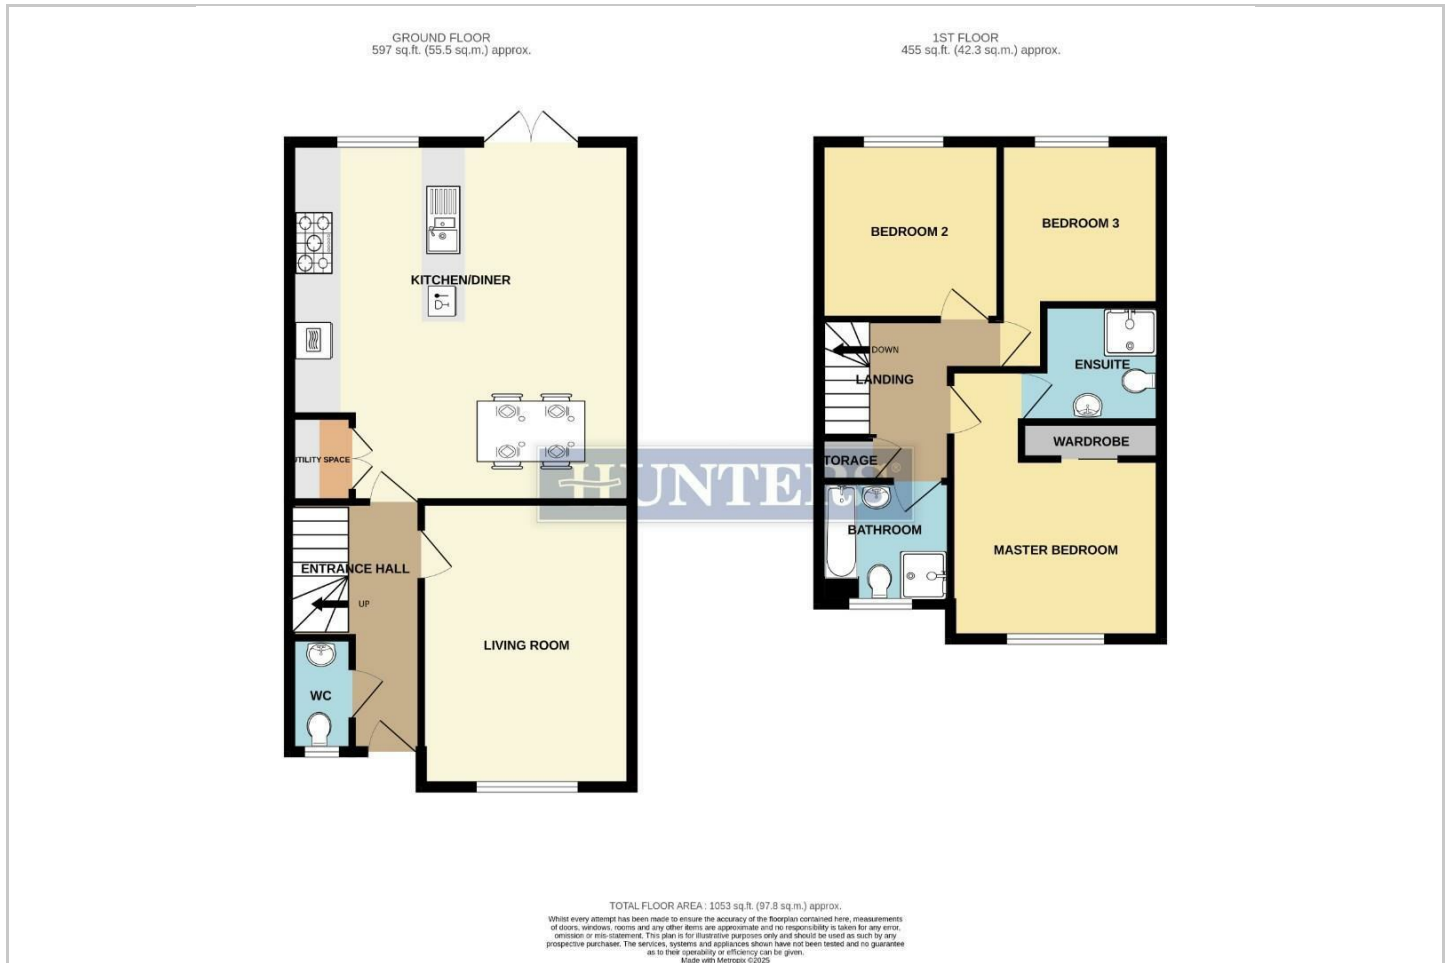 GROUND FLOOR
597 sq.ft. (55.5 sq.m.) approx.
1ST FLOOR
455 sq.ft. (42.3 sq.m.) approx.
KITCHEN/DINER
UTILITY SPACE
ENTRANCE HALL
UP
WC
LIVING ROOM
BEDROOM 2
BEDROOM 3
DOWN
LANDING
ENSUITE
WARDROBE
STORAGE
BATHROOM
MASTER BEDROOM
HUNTERS®
TOTAL FLOOR AREA : 1053 sq.ft. (97.8 sq.m.) approx.
Whilst every attempt has been made to ensure the accuracy of the floorplan contained here, measurements
of doors, windows, rooms and any other items are approximate and no responsibility is taken for any error,
omission or mis-statement. This plan is for illustrative purposes only and should be used as such by any
prospective purchaser. The services, systems and appliances shown have not been tested and no guarantee
as to their operability or efficiency can be given.
Made with Metropix ©2025